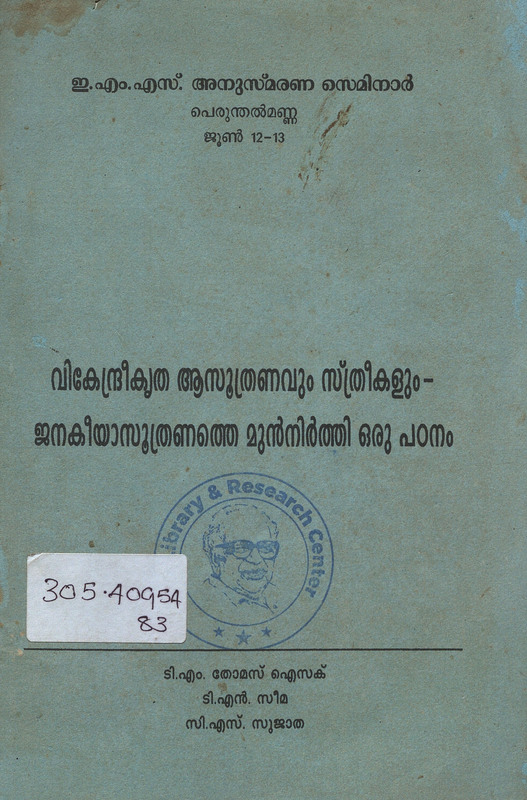 ഇ.എം.എസ്. അനുസ്മരണ സെമിനാർ
പെരുന്തൽമണ്ണ
ജൂൺ 12-13
വികേന്ദ്രീകൃത ആസൂത്രണവും സ്ത്രീകളും–
ജനകീയാസൂത്രണത്തെ മുൻനിർത്തി ഒരു പഠനം
Library & Research Center
305.40954
83
ടി.എം. തോമസ് ഐസക്
ടി.എൻ. സീമ
സി.എസ്. സുജാത